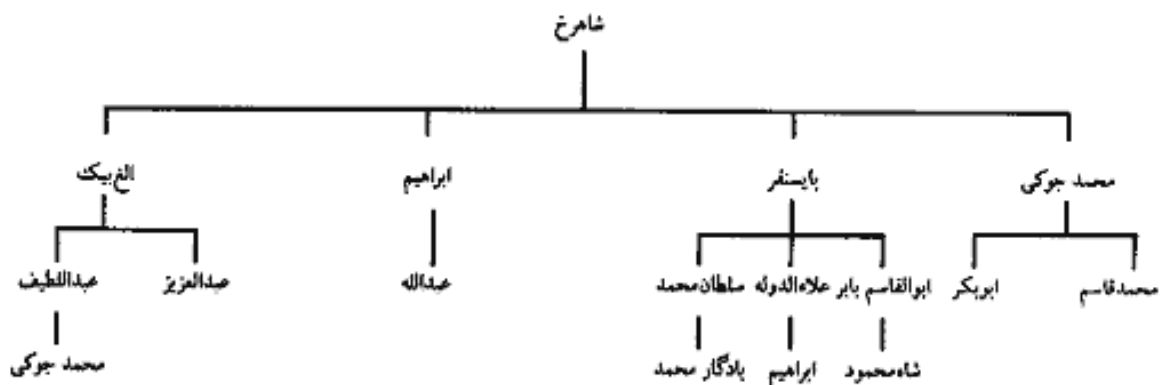 شاهرخ
محمد جوکی بایسنقر ابراهیم الغ‌بیک
محمدقاسم ابوبکر ابوالقاسم بابر علاءالدوله سلطان‌محمد عبدالله عبدالعزیز عبداللطیف
شاه‌محمود ابراهیم یادگار محمد محمد جوکی